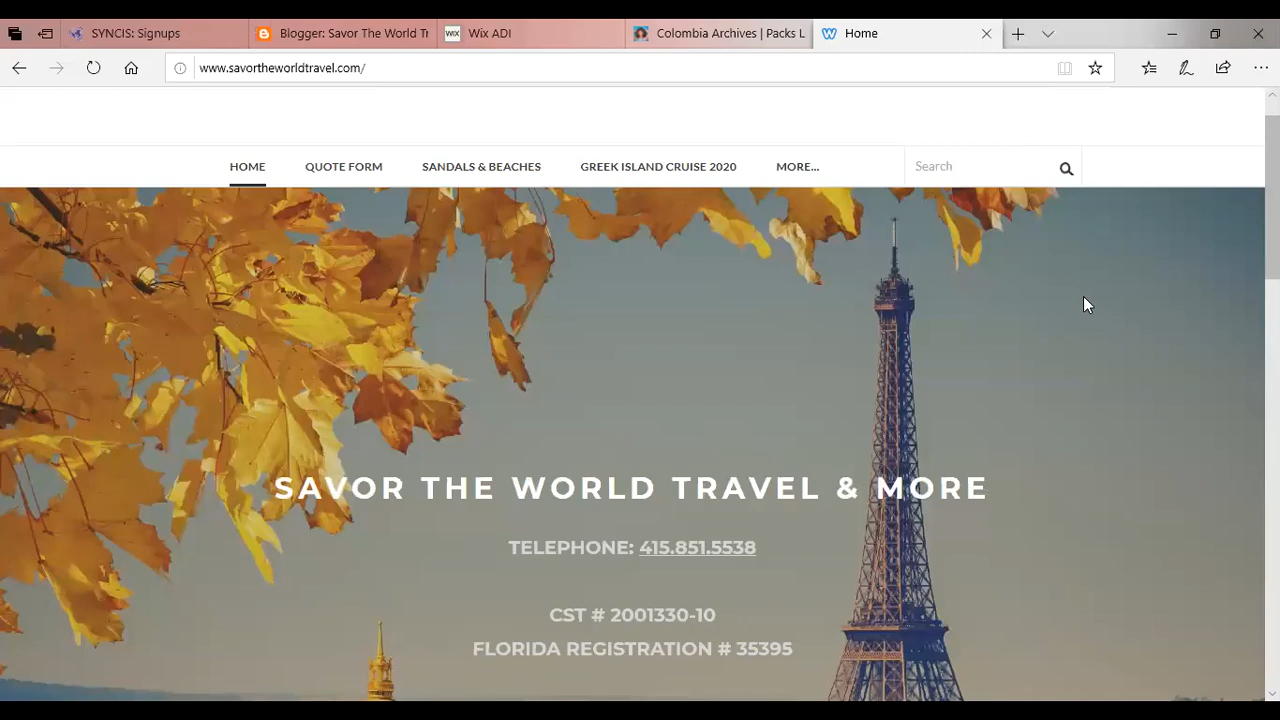 SYNCIS: Signups
Blogger: Savor The World Tr
WIX Wix ADI
Colombia Archives | Packs L
Home
www.savortheworldtravel.com/
HOME
QUOTE FORM
SANDALS & BEACHES
GREEK ISLAND CRUISE 2020
MORE...
Search
SAVOR THE WORLD TRAVEL & MORE
TELEPHONE: 415.851.5538
CST # 2001330-10
FLORIDA REGISTRATION # 35395